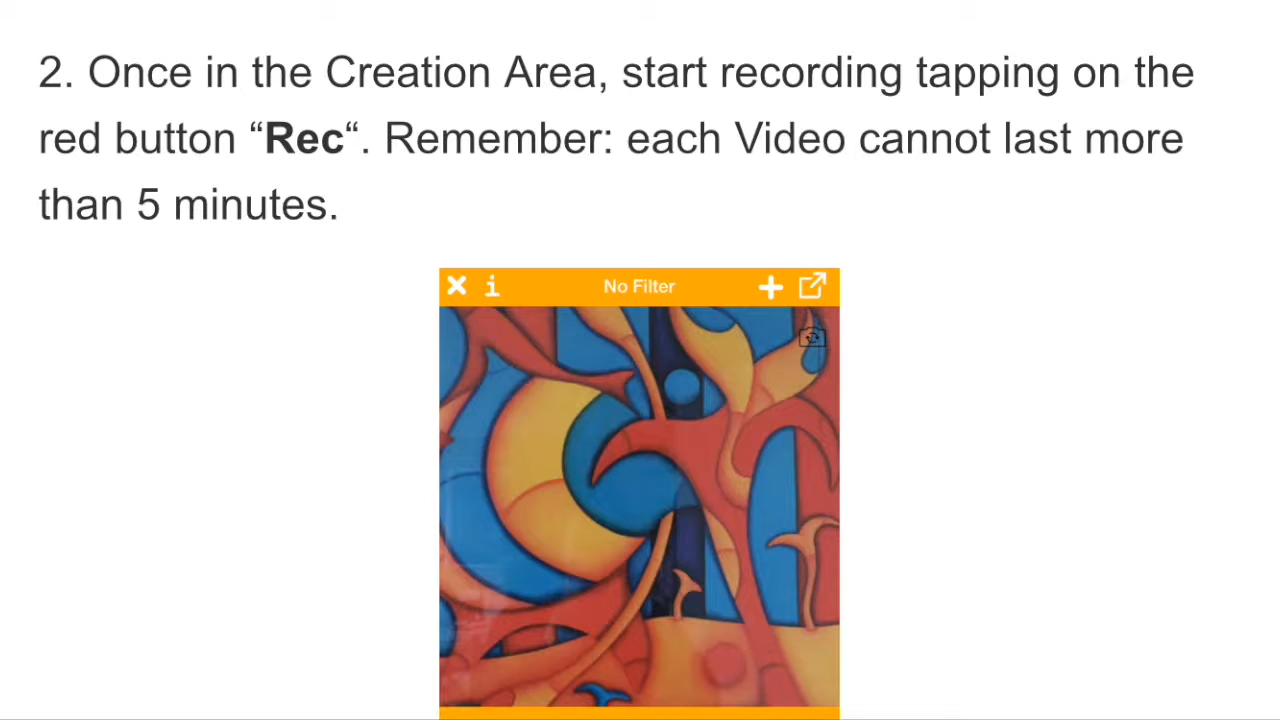 2. Once in the Creation Area, start recording tapping on the
red button “Rec“. Remember: each Video cannot last more
than 5 minutes.
No Filter